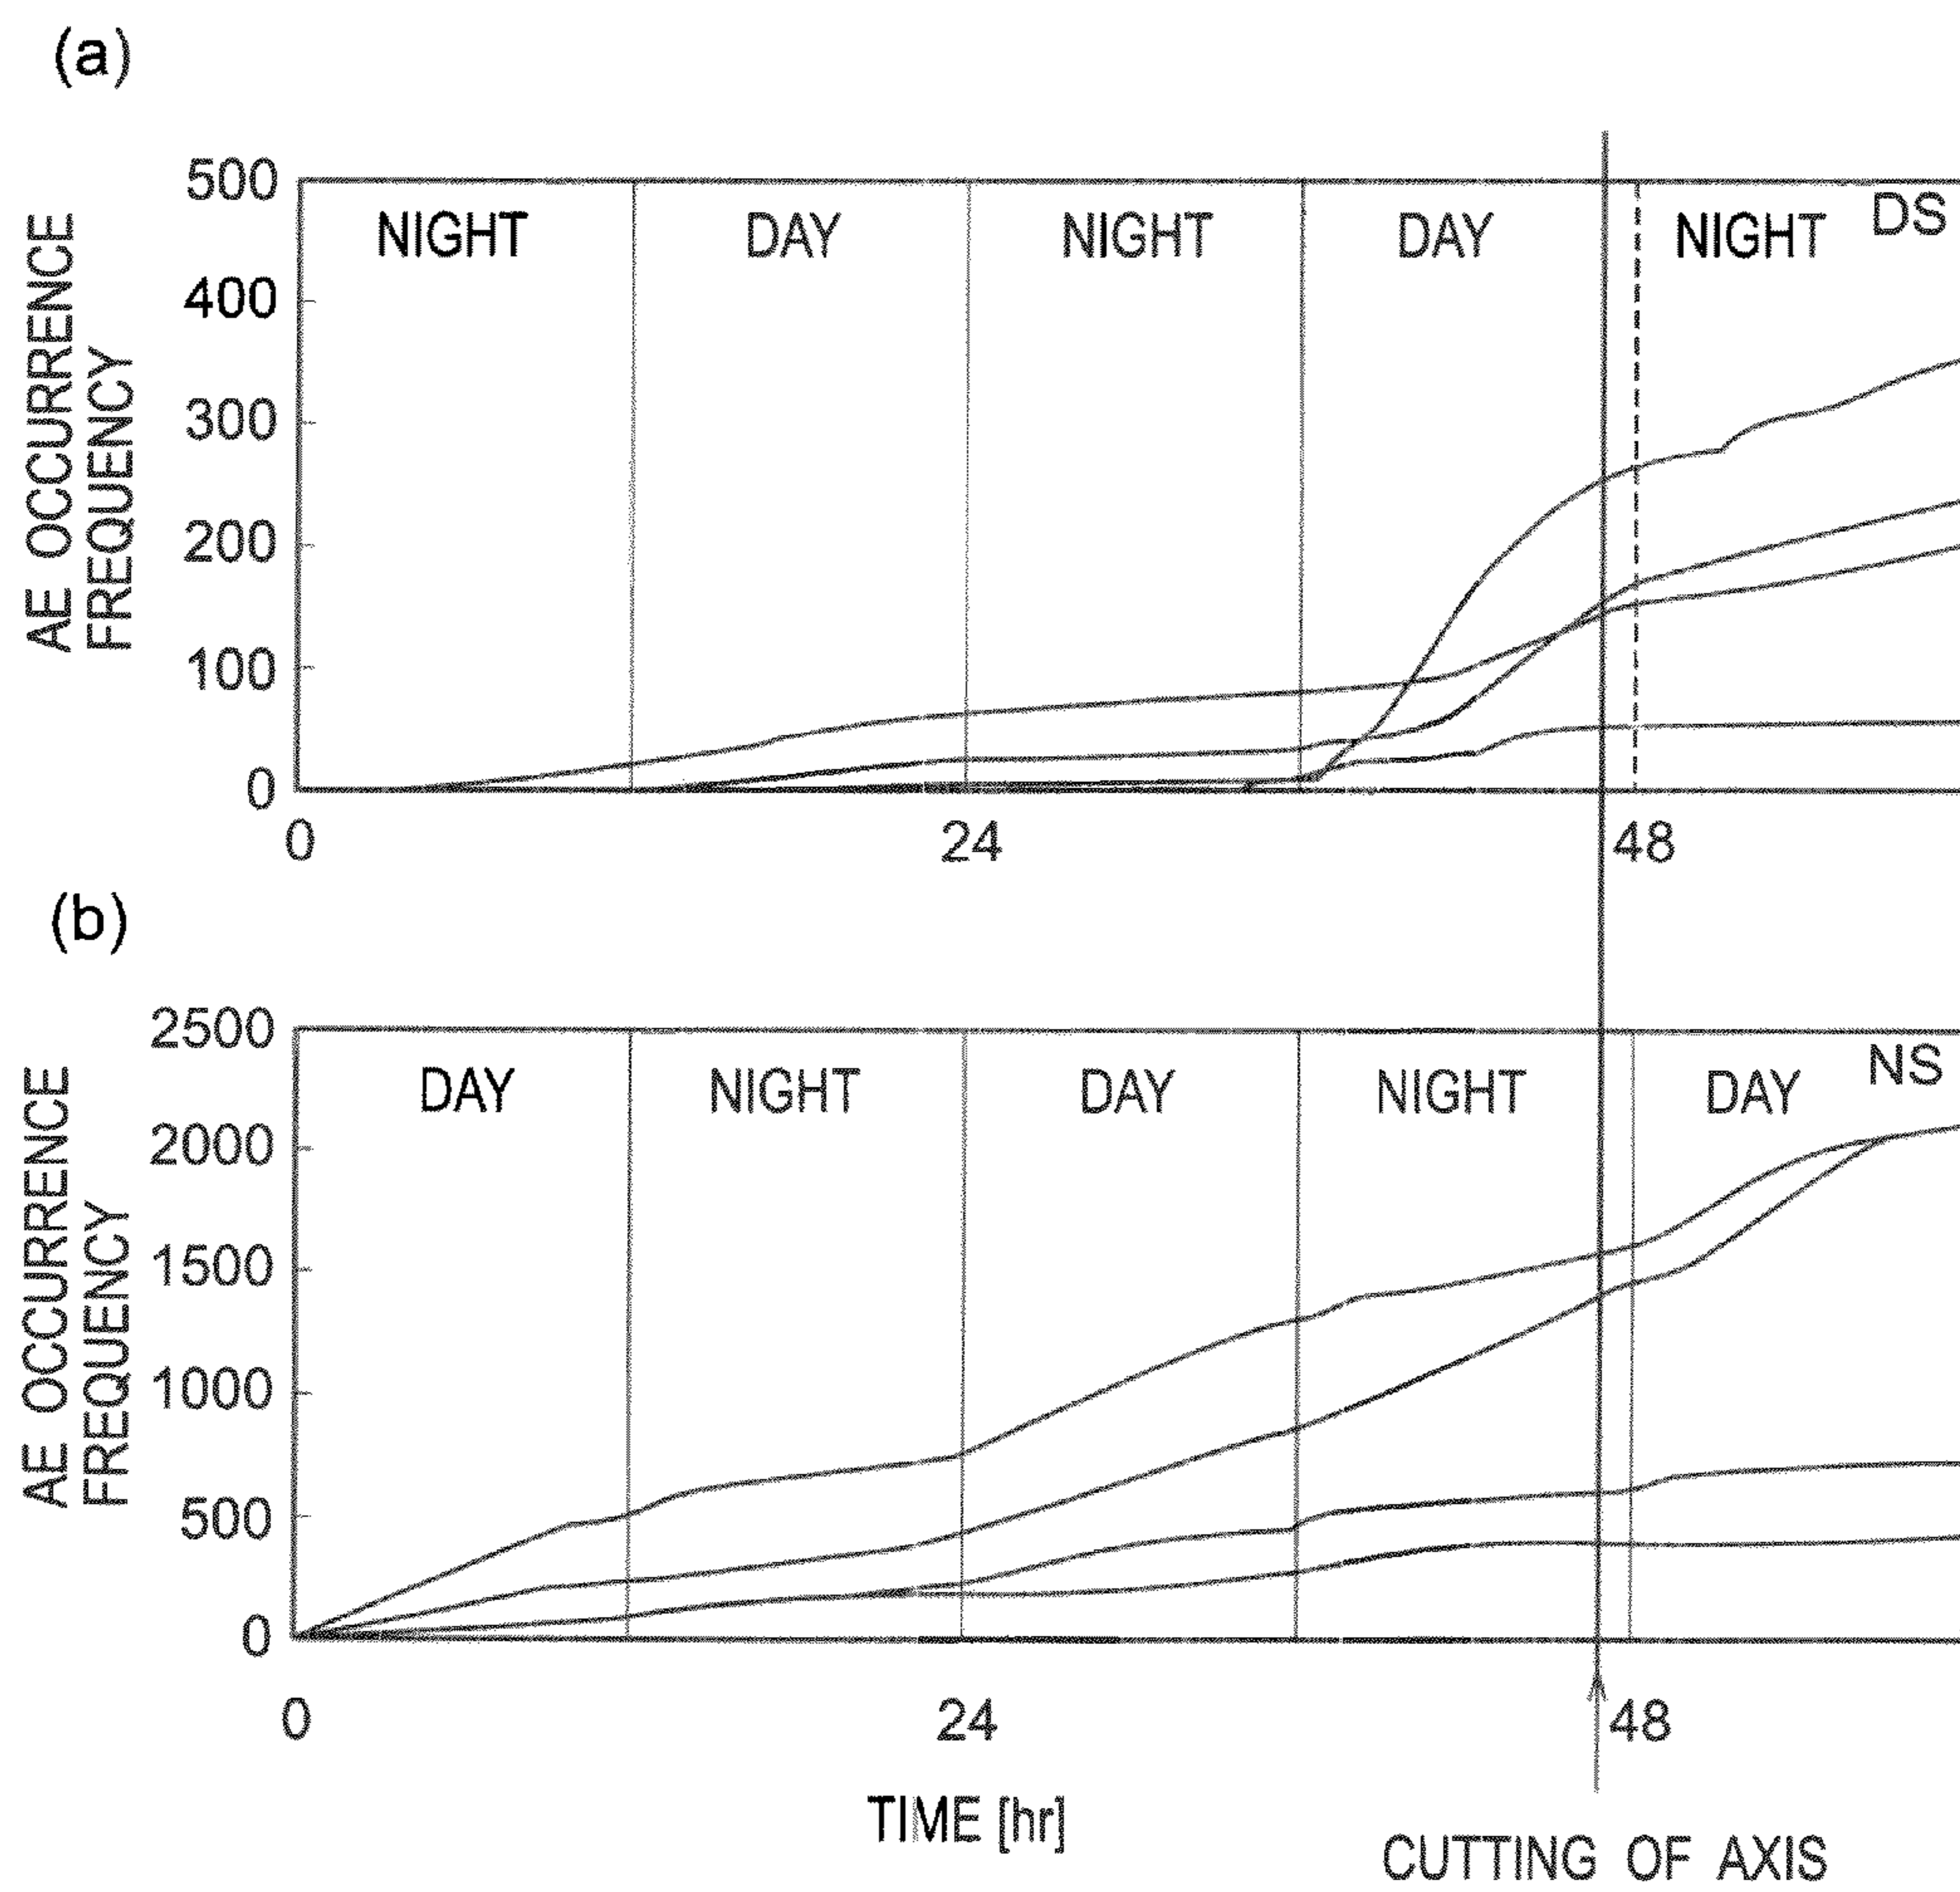 (a)
AE OCCURRENCE
FREQUENCY
500
400
300
200
100
0
NIGHT DAY NIGHT DAY NIGHT DS
0 24 48
(b)
AE OCCURRENCE
FREQUENCY
2500
2000
1500
1000
500
0
DAY NIGHT DAY NIGHT DAY NS
0 24 48
TIME [hr]
CUTTING OF AXIS